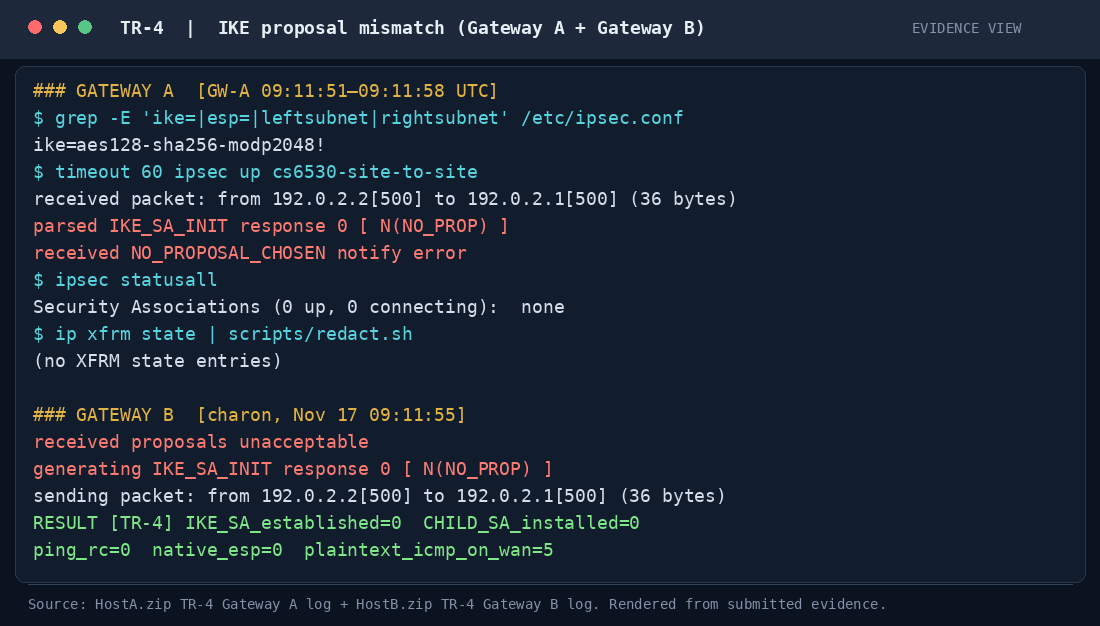 TR-4  |  IKE proposal mismatch (Gateway A + Gateway B)
EVIDENCE VIEW
### GATEWAY A  [GW-A 09:11:51–09:11:58 UTC]
$ grep -E 'ike=|esp=|leftsubnet|rightsubnet' /etc/ipsec.conf
ike=aes128-sha256-modp2048!
$ timeout 60 ipsec up cs6530-site-to-site
received packet: from 192.0.2.2[500] to 192.0.2.1[500] (36 bytes)
parsed IKE_SA_INIT response 0 [ N(NO_PROP) ]
received NO_PROPOSAL_CHOSEN notify error
$ ipsec statusall
Security Associations (0 up, 0 connecting):  none
$ ip xfrm state | scripts/redact.sh
(no XFRM state entries)
### GATEWAY B  [charon, Nov 17 09:11:55]
received proposals unacceptable
generating IKE_SA_INIT response 0 [ N(NO_PROP) ]
sending packet: from 192.0.2.2[500] to 192.0.2.1[500] (36 bytes)
RESULT [TR-4] IKE_SA_established=0  CHILD_SA_installed=0
ping_rc=0  native_esp=0  plaintext_icmp_on_wan=5
Source: HostA.zip TR-4 Gateway A log + HostB.zip TR-4 Gateway B log. Rendered from submitted evidence.